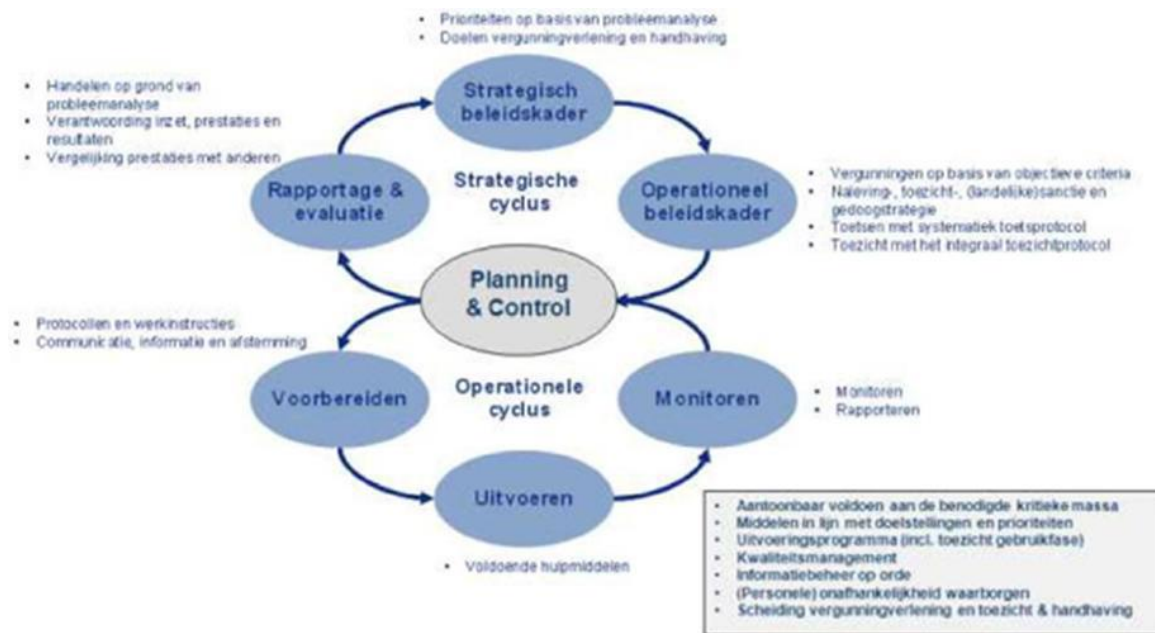 • Prioriteiten op basis van probleemanalyse
• Doelen vergunningverlening en handhaving
Strategisch
beleidskader
• Handelen op grond van
probleemanalyse
• Verantwoording inzet, prestaties en
resultaten
• Vergelijking prestaties met anderen
Rapportage &
evaluatie
Strategische
cyclus
Operationeel
beleidskader
• Vergunningen op basis van objectieve criteria
• Naleving-, toezicht-, (landelijke)sanctie en
gedoogstrategie
• Toetsen met systematiek toetsprotocol
• Toezicht met het integraal toezichtprotocol
Planning
& Control
• Protocollen en werkinstructies
• Communicatie, informatie en afstemming
Voorbereiden
Operationele
cyclus
Monitoren
• Monitoren
• Rapporteren
Uitvoeren
• Voldoende hulpmiddelen
• Aantoonbaar voldoen aan de benodigde kritieke massa
• Middelen in lijn met doelstellingen en prioriteiten
• Uitvoeringsprogramma (incl. toezicht gebruikfase)
• Kwaliteitsmanagement
• Informatiebeheer op orde
• (Personele) onafhankelijkheid waarborgen
• Scheiding vergunningverlening en toezicht & handhaving